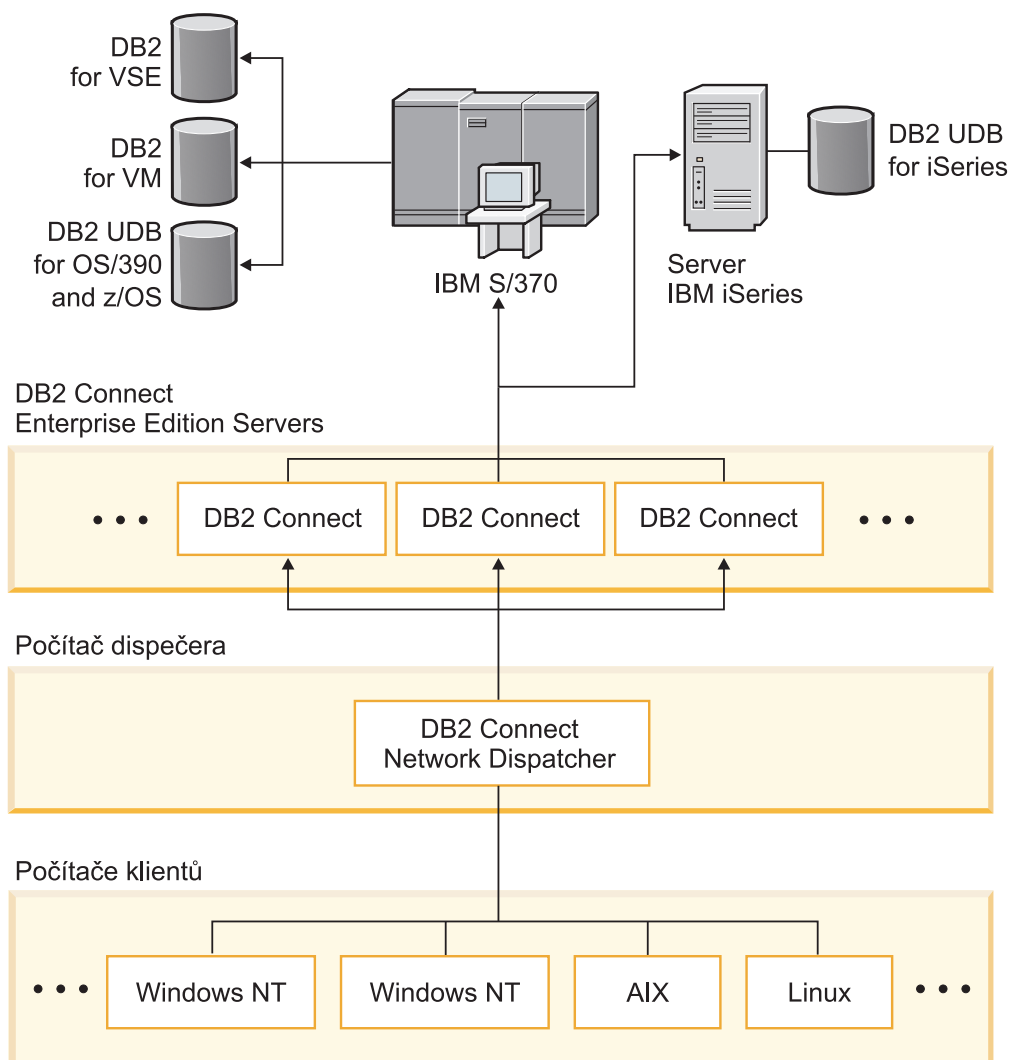 DB2
for VSE
DB2
for VM
DB2 UDB
for OS/390
and z/OS
IBM S/370
DB2 UDB
for iSeries
Server
IBM iSeries
DB2 Connect
Enterprise Edition Servers
• • •
DB2 Connect
DB2 Connect
DB2 Connect
• • •
Počítač dispečera
DB2 Connect
Network Dispatcher
Počítače klientů
• • •
Windows NT
Windows NT
AIX
Linux
• • •